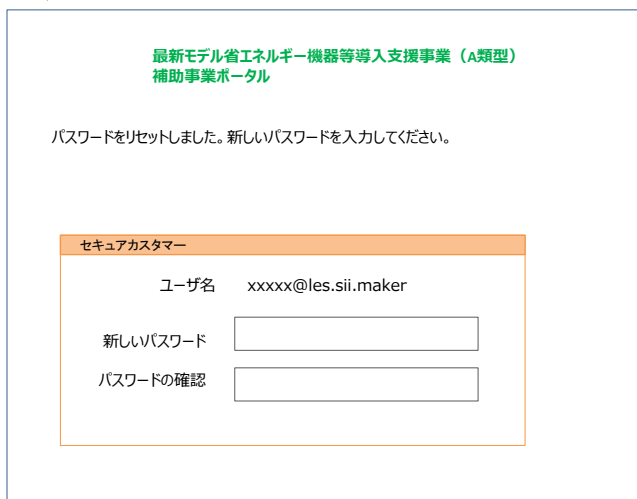 最新モデル省エネルギー機器等導入支援事業（A類型）
補助事業ポータル
パスワードをリセットしました。新しいパスワードを入力してください。
セキュアカスタマー
ユーザ名 xxxxx@les.sii.maker
新しいパスワード
パスワードの確認